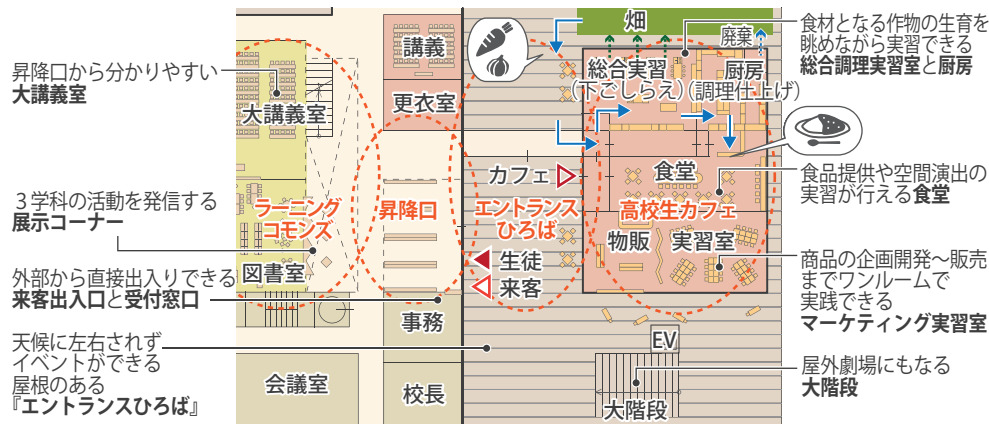 昇降口から分かりやすい
大講義室
３学科の活動を発信する
展示コーナー
外部から直接出入りできる
来客出入口と受付窓口
天候に左右されず
イベントができる
屋根のある
『エントランスひろば』
講義
更衣室
大講義室
ラーニング
コモンズ
図書室
昇降口
事務
会議室
校長
畑
廃棄
総合実習
(下ごしらえ)
厨房
(調理仕上げ)
カフェ
食堂
エントランス
ひろば
高校生カフェ
物販
実習室
生徒
来客
EV
大階段
食材となる作物の生育を
眺めながら実習できる
総合調理実習室と厨房
食品提供や空間演出の
実習が行える食堂
商品の企画開発～販売
までワンルームで
実践できる
マーケティング実習室
屋外劇場にもなる
大階段